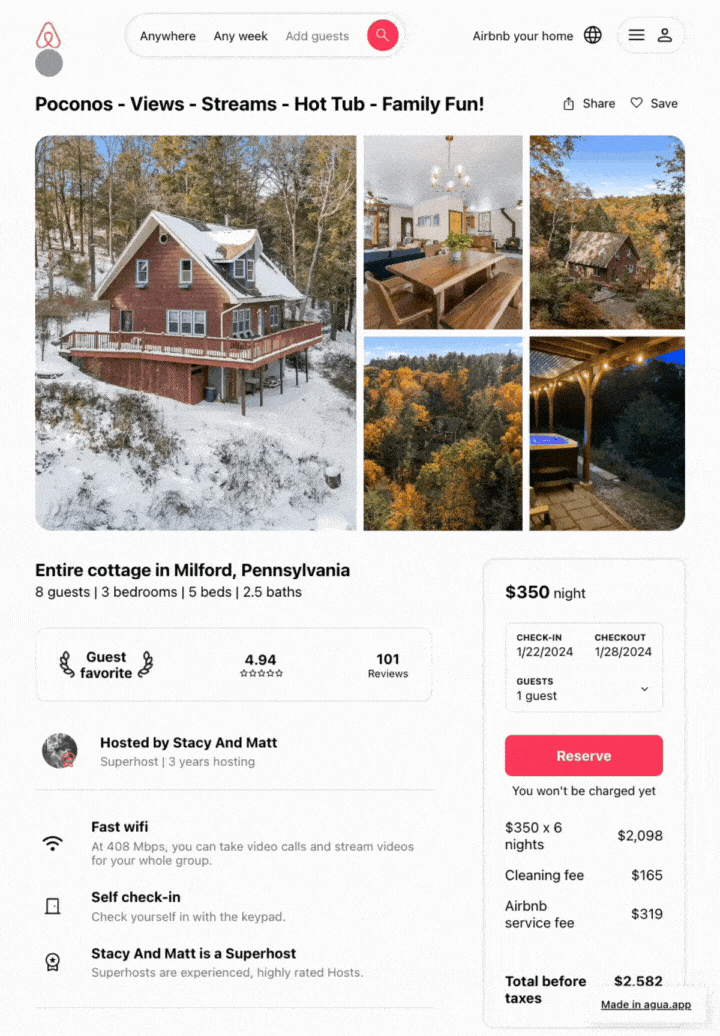 Anywhere Any week Add guests
Airbnb your home
Poconos - Views - Streams - Hot Tub - Family Fun!
Share Save
Entire cottage in Milford, Pennsylvania
8 guests | 3 bedrooms | 5 beds | 2.5 baths
Guest
favorite
4.94
101
Reviews
Hosted by Stacy And Matt
Superhost | 3 years hosting
Fast wifi
At 408 Mbps, you can take video calls and stream videos
for your whole group.
Self check-in
Check yourself in with the keypad.
Stacy And Matt is a Superhost
Superhosts are experienced, highly rated Hosts.
$350 night
CHECK-IN CHECKOUT
1/22/2024 1/28/2024
GUESTS
1 guest
Reserve
You won't be charged yet
$350 x 6
nights
$2,098
Cleaning fee $165
Airbnb
service fee
$319
Total before
taxes
$2,582
Made in agua.app